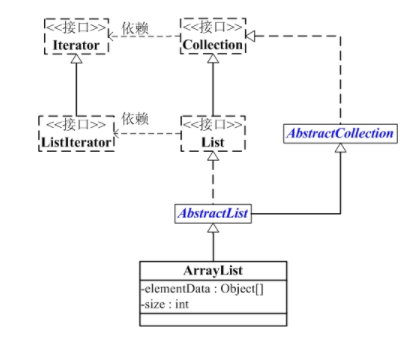 <<接口>>
Iterator
依赖
<<接口>>
Collection
<<接口>>
ListIterator
依赖
<<接口>>
List
AbstractCollection
AbstractList
ArrayList
-elementData : Object[]
-size : int